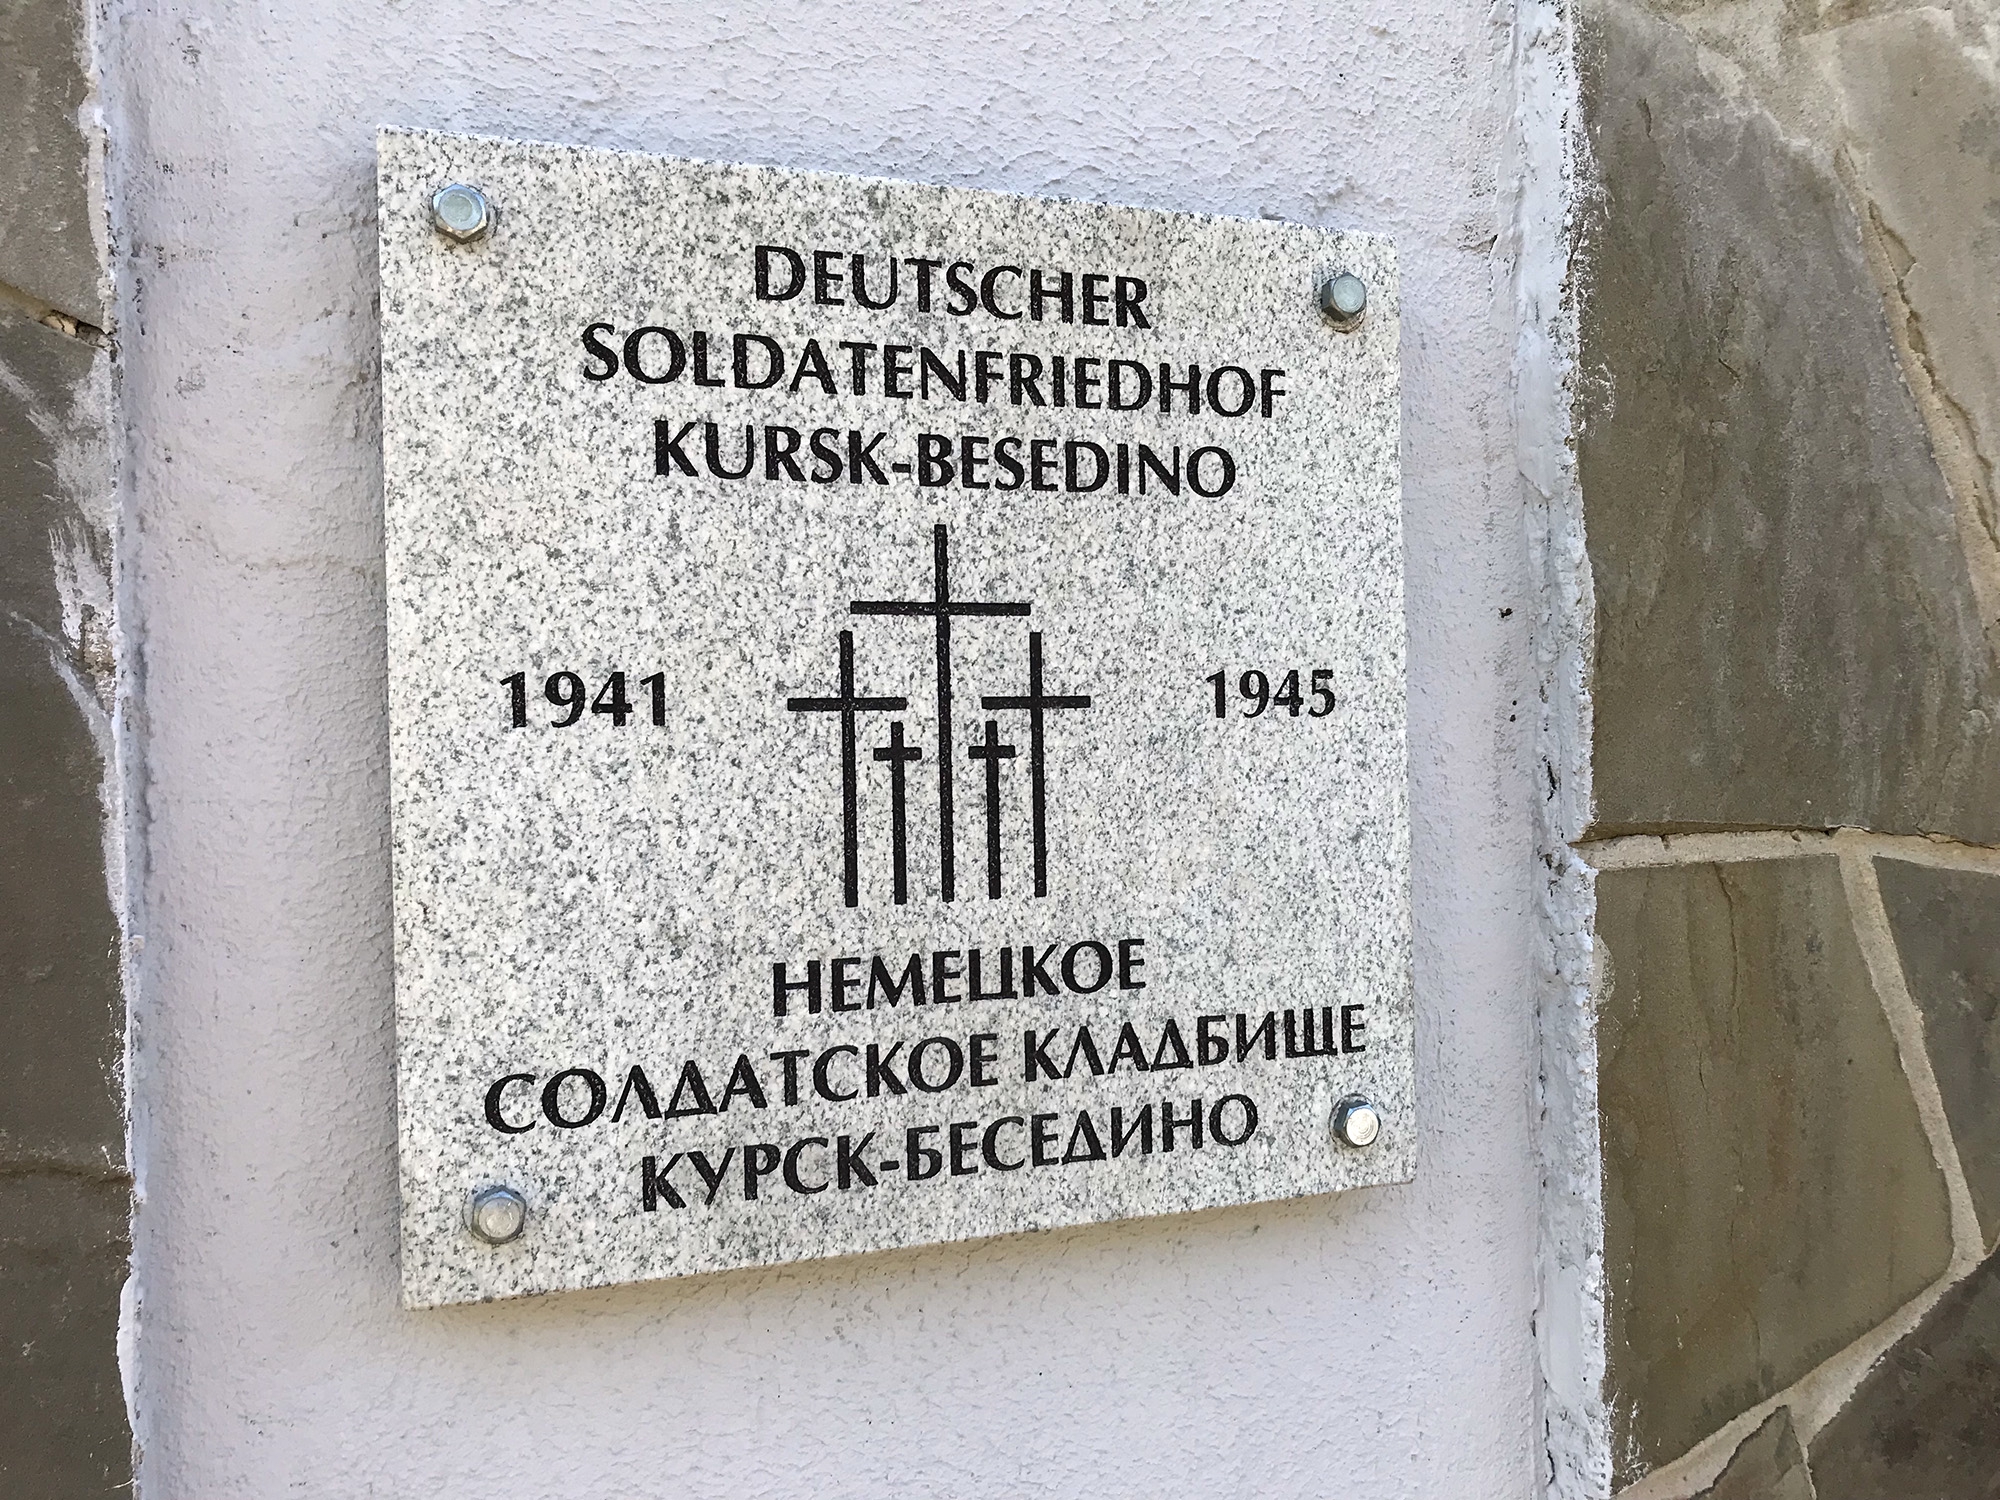 DEUTSCHER
SOLDATENFRIEDHOF
KURSK-BESEDINO
1941 1945
НЕМЕЦКОЕ
СОЛДАТСКОЕ КЛАДБИЩЕ
КУРСК-БЕСЕДИНО